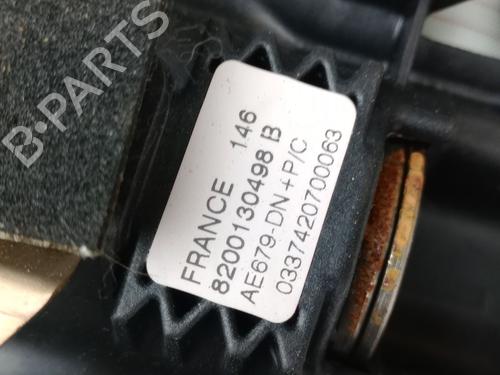 B-PARTS
FRANCE 146
8200130498 B
AE679-DN+P/C
0337420700063